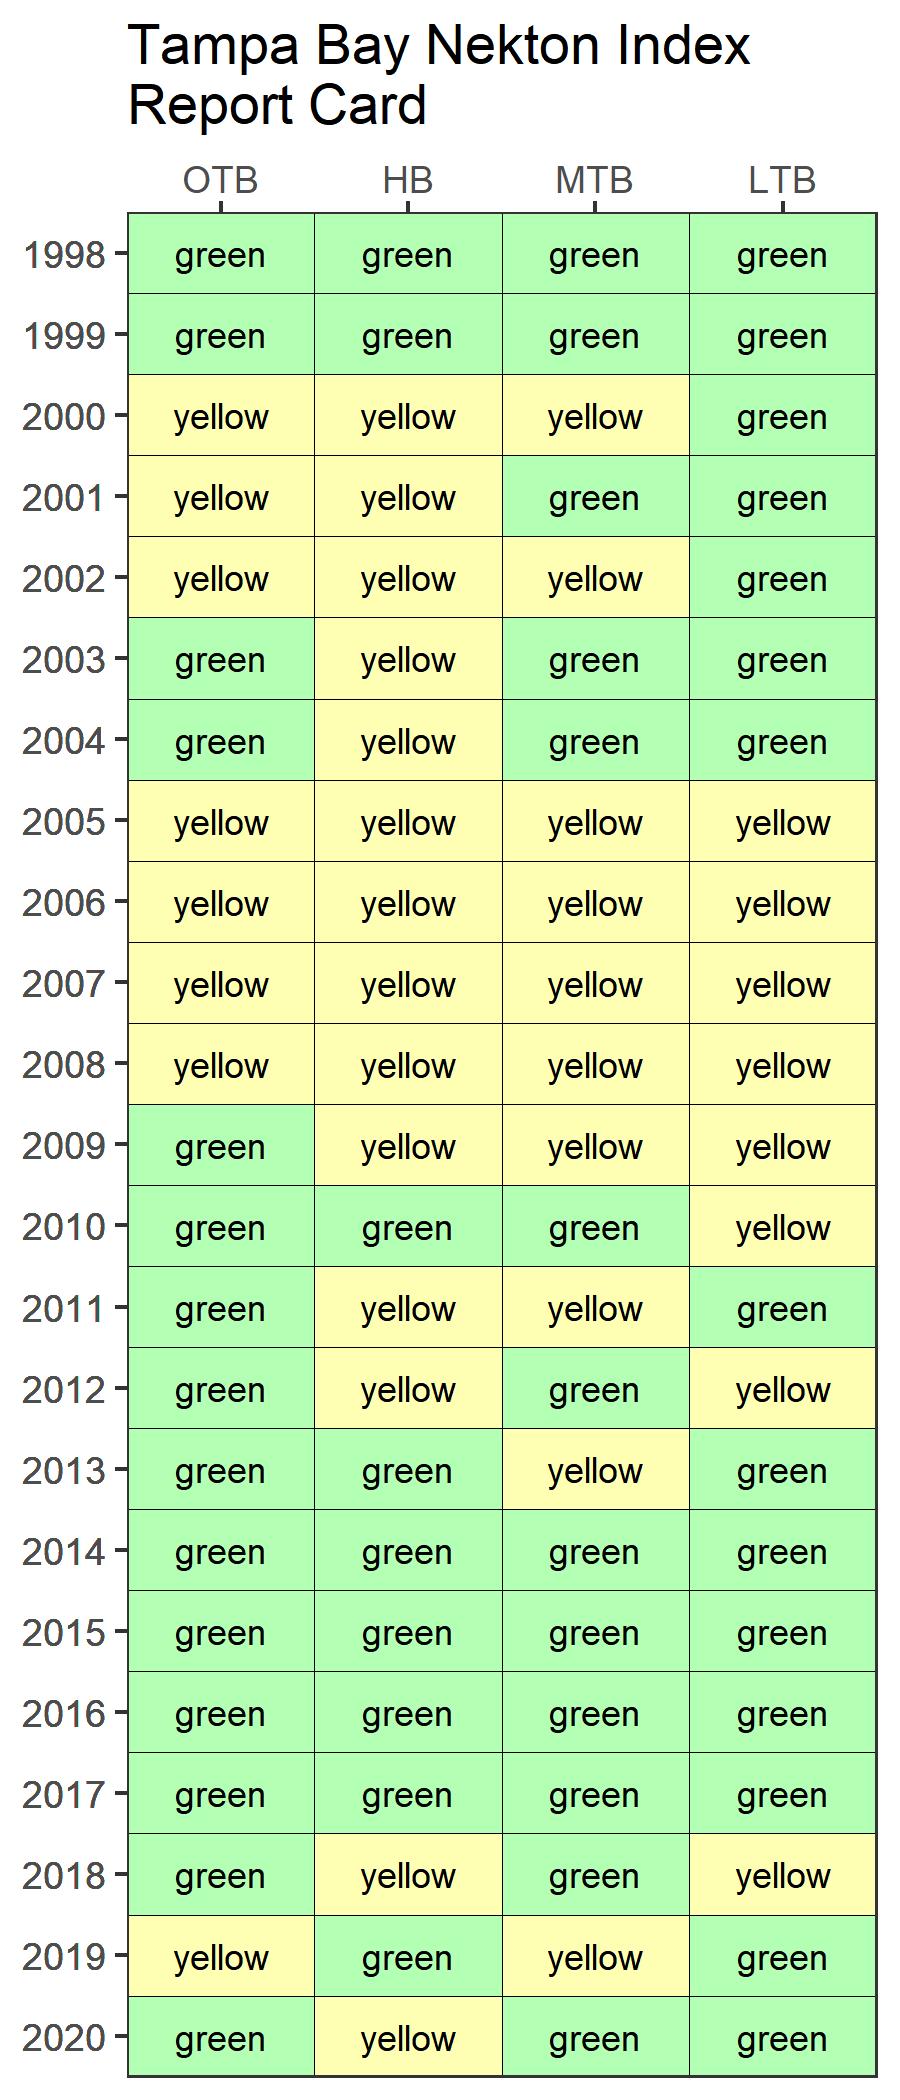 Tampa Bay Nekton Index
Report Card
OTB HB MTB LTB
1998 green green green green
1999 green green green green
2000 yellow yellow yellow green
2001 yellow yellow green green
2002 yellow yellow yellow green
2003 green yellow green green
2004 green yellow green green
2005 yellow yellow yellow yellow
2006 yellow yellow yellow yellow
2007 yellow yellow yellow yellow
2008 yellow yellow yellow yellow
2009 green yellow yellow yellow
2010 green green green yellow
2011 green yellow yellow green
2012 green yellow green yellow
2013 green green yellow green
2014 green green green green
2015 green green green green
2016 green green green green
2017 green green green green
2018 green yellow green yellow
2019 yellow green yellow green
2020 green yellow green green